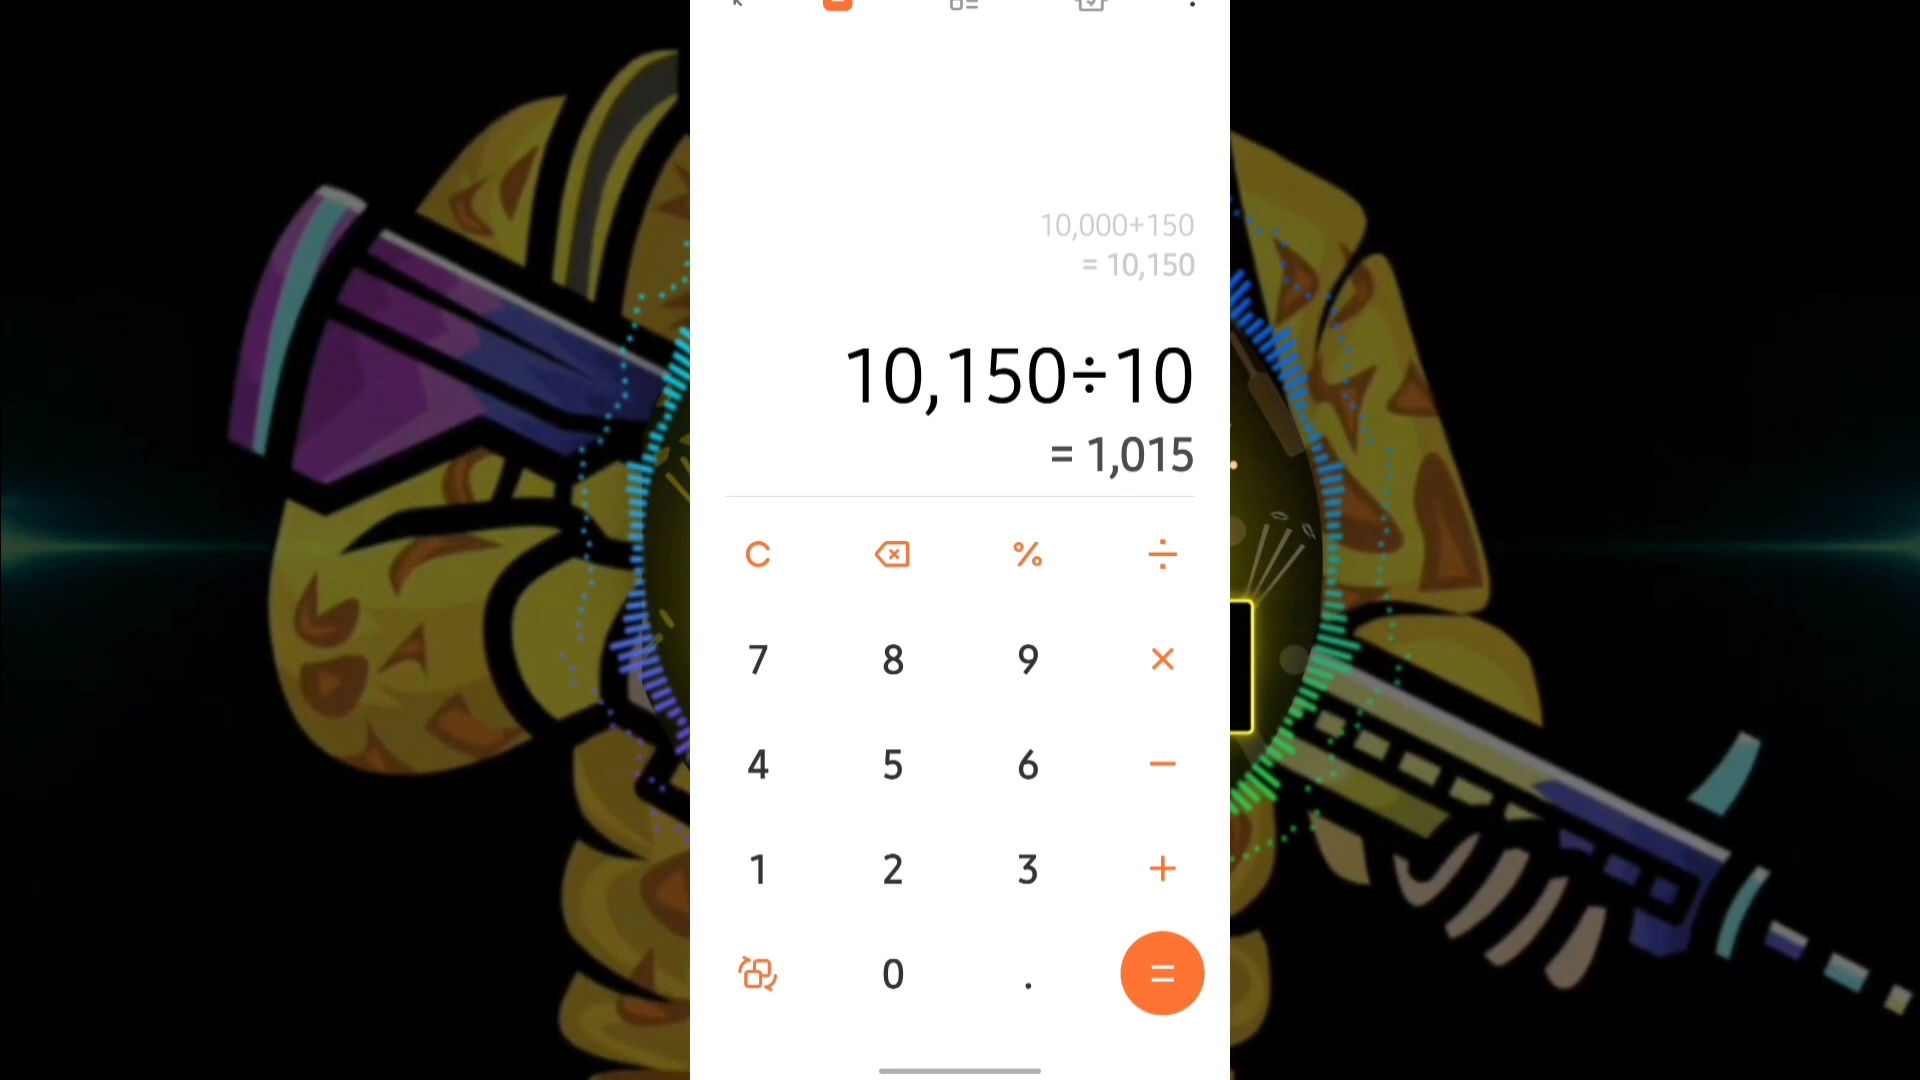 10,000+150
= 10,150
10,150÷10
= 1,015
C % ÷
7 8 9 ×
4 5 6 −
1 2 3 +
0 . =